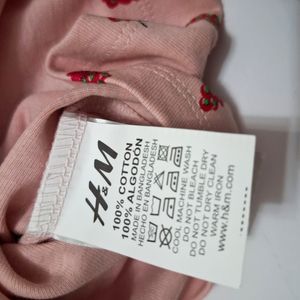 H&M
100% COTTON
100% ALGODON
MADE IN BANGLADESH
HECHO EN BANGLADESH
COOL MACHINE WASH
DO NOT BLEACH
DO NOT TUMBLE DRY
DO NOT DRY CLEAN
WARM IRON
www.hm.com